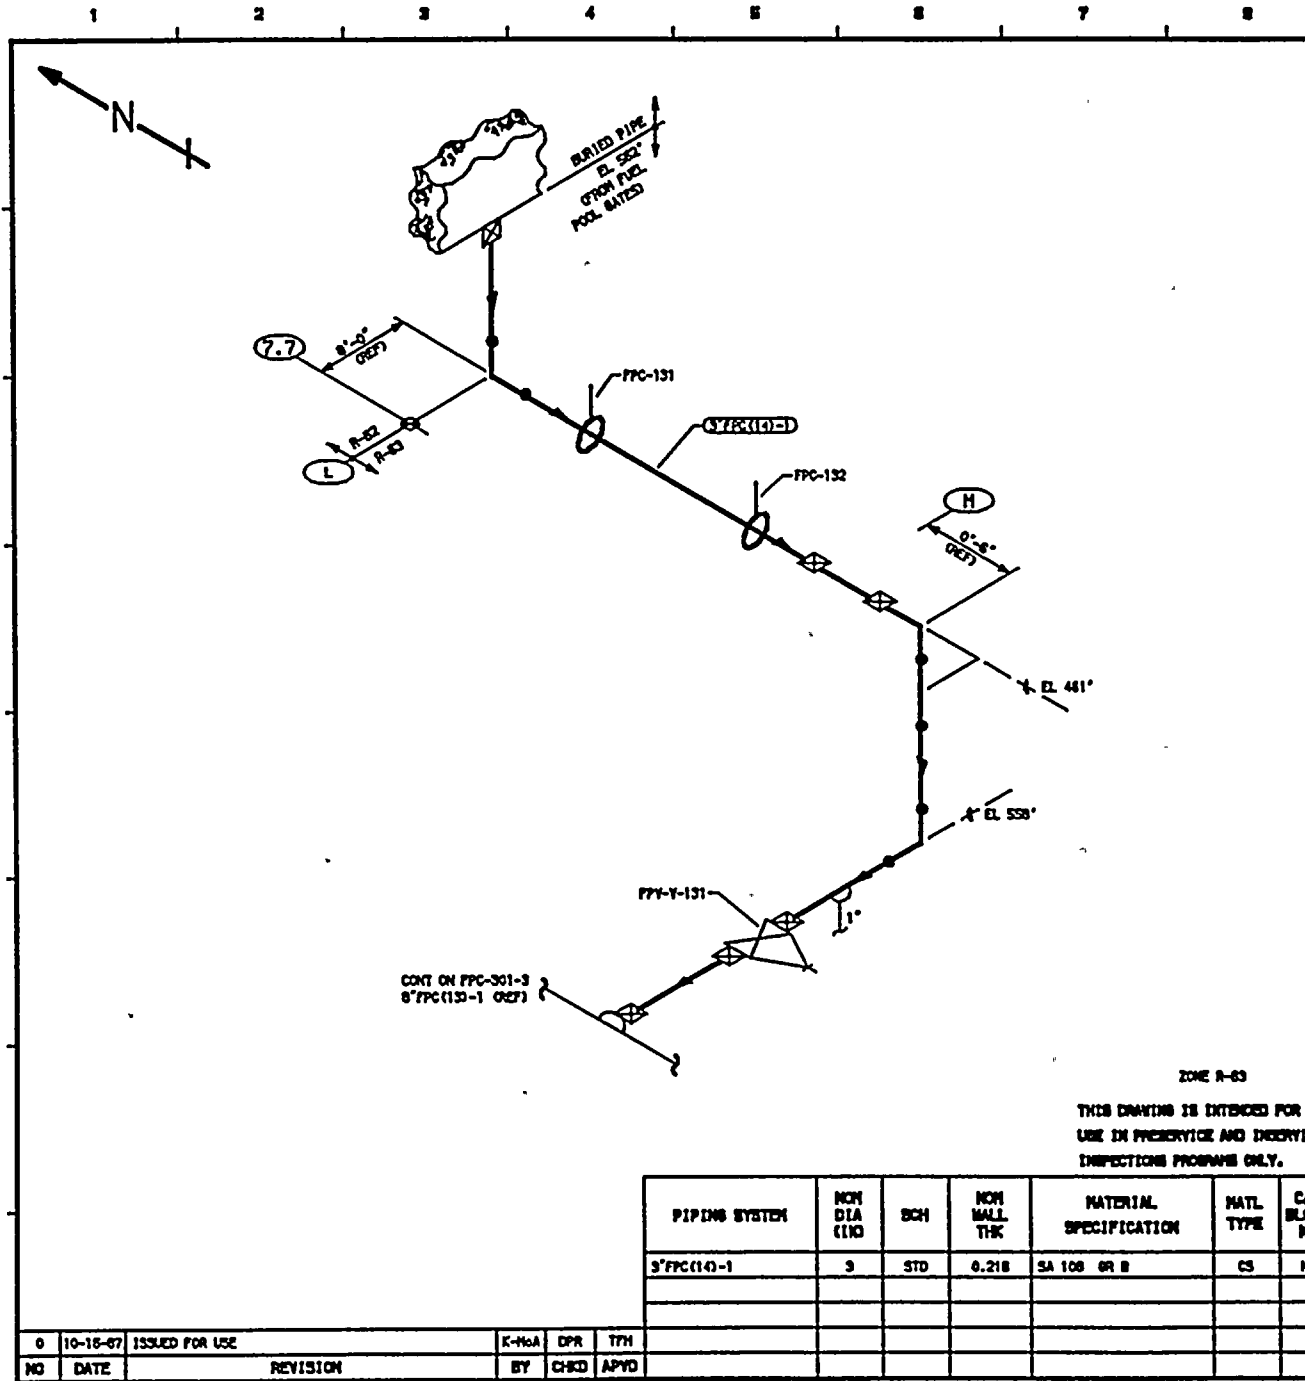 1 2 3 4 5 6 7 8
N
BURIED PIPE
EL 562'
(FROM FUEL
POOL GATES)
7.7
8'-0"
(REF)
FPC-131
3"FPC(14)-1
R-82
R-83
L
FPC-132
H
0'-6"
(REF)
℄ EL 461'
℄ EL 558'
FPV-V-131
1"
CONT ON FPC-301-3
8"FPC(13)-1 (REF)
ZONE R-83
THIS DRAWING IS INTENDED FOR
USE IN PRESERVICE AND INSERVI
INSPECTIONS PROGRAMS ONLY.
PIPING SYSTEM NOM DIA (IN) SCH NOM WALL THK MATERIAL SPECIFICATION MATL TYPE
3"FPC(14)-1 3 STD 0.216 SA 106 GR B CS
0 10-16-87 ISSUED FOR USE K-McA DPR TFH
NO DATE REVISION BY CHKD APVD